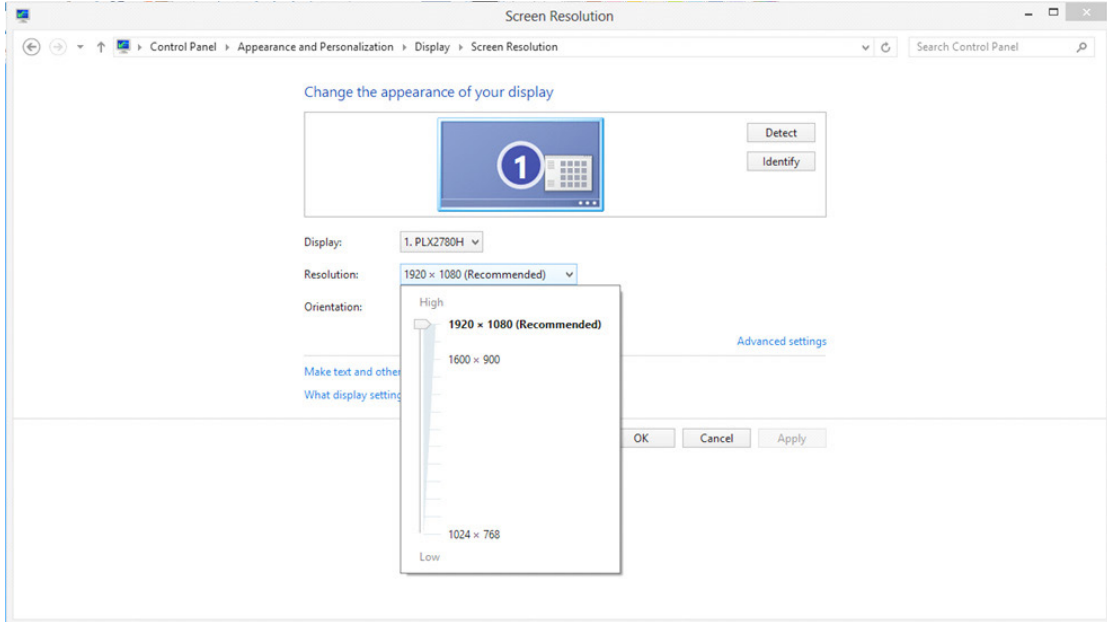 Screen Resolution
Control Panel Appearance and Personalization Display Screen Resolution
Search Control Panel
Change the appearance of your display
1
Detect
Identify
Display: 1. PLX2780H
Resolution: 1920 × 1080 (Recommended)
Orientation:
High
1920 × 1080 (Recommended)
1600 × 900
1024 × 768
Low
Advanced settings
Make text and other
What display setting
OK Cancel Apply